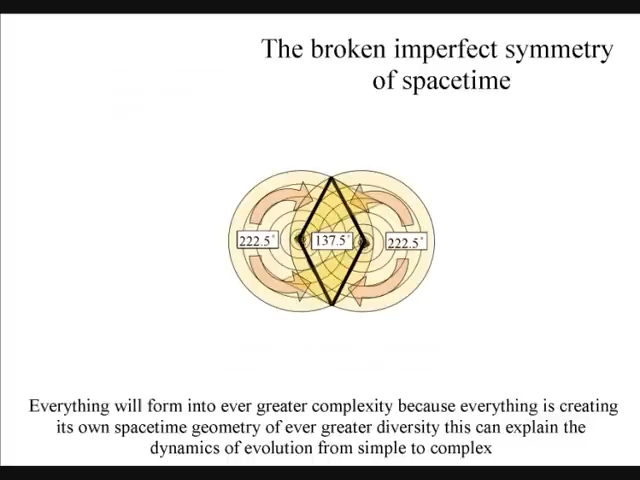 The broken imperfect symmetry
of spacetime
222.5°
137.5°
222.5°
Everything will form into ever greater complexity because everything is creating
its own spacetime geometry of ever greater diversity this can explain the
dynamics of evolution from simple to complex